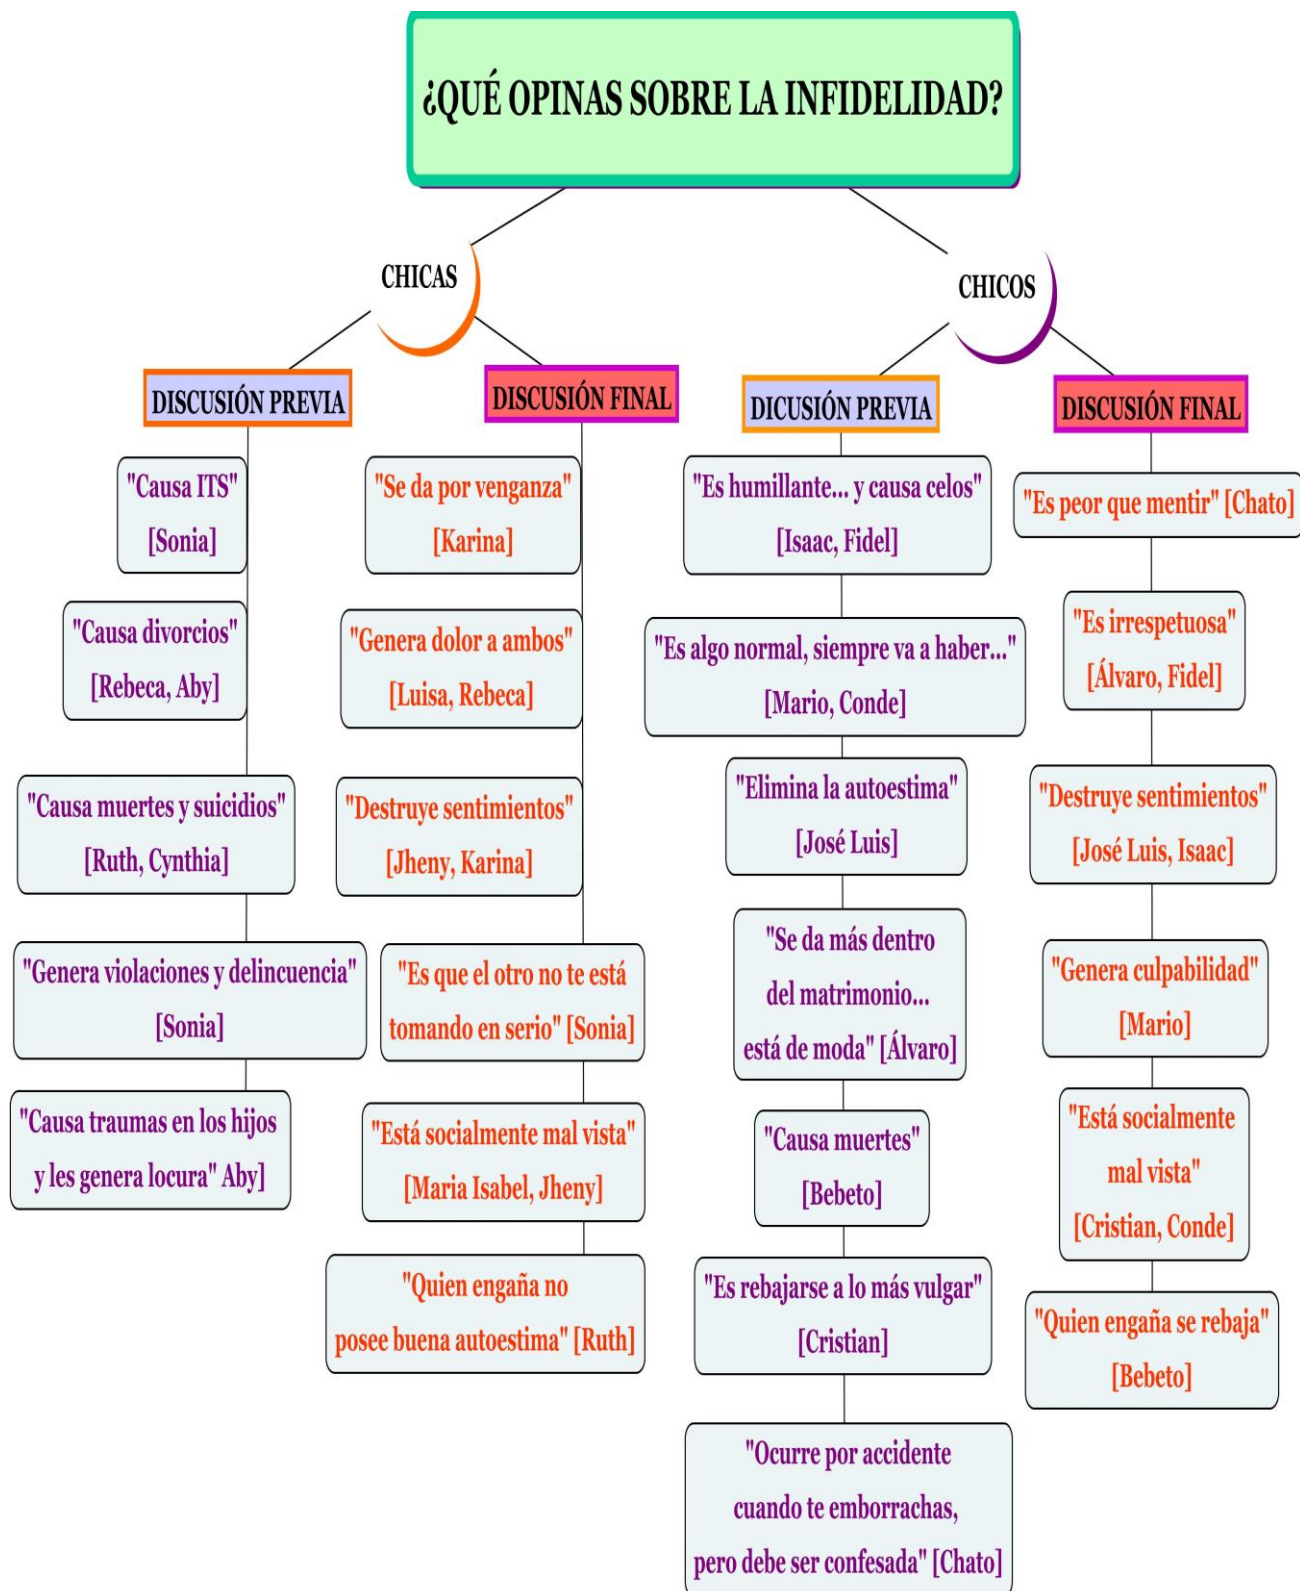 ¿QUÉ OPINAS SOBRE LA INFIDELIDAD?
CHICAS
DISCUSIÓN PREVIA
"Causa ITS"
[Sonia]
"Causa divorcios"
[Rebeca, Aby]
"Causa muertes y suicidios"
[Ruth, Cynthia]
"Genera violaciones y delincuencia"
[Sonia]
"Causa traumas en los hijos
y les genera locura" Aby]
DISCUSIÓN FINAL
"Se da por venganza"
[Karina]
"Genera dolor a ambos"
[Luisa, Rebeca]
"Destruye sentimientos"
[Jheny, Karina]
"Es que el otro no te está
tomando en serio" [Sonia]
"Está socialmente mal vista"
[Maria Isabel, Jheny]
"Quien engaña no
posee buena autoestima" [Ruth]
CHICOS
DICUSIÓN PREVIA
"Es humillante... y causa celos"
[Isaac, Fidel]
"Es algo normal, siempre va a haber..."
[Mario, Conde]
"Elimina la autoestima"
[José Luis]
"Se da más dentro
del matrimonio...
está de moda" [Álvaro]
"Causa muertes"
[Bebeto]
"Es rebajarse a lo más vulgar"
[Cristian]
"Ocurre por accidente
cuando te emborrachas,
pero debe ser confesada" [Chato]
DISCUSIÓN FINAL
"Es peor que mentir" [Chato]
"Es irrespetuosa"
[Álvaro, Fidel]
"Destruye sentimientos"
[José Luis, Isaac]
"Genera culpabilidad"
[Mario]
"Está socialmente
mal vista"
[Cristian, Conde]
"Quien engaña se rebaja"
[Bebeto]